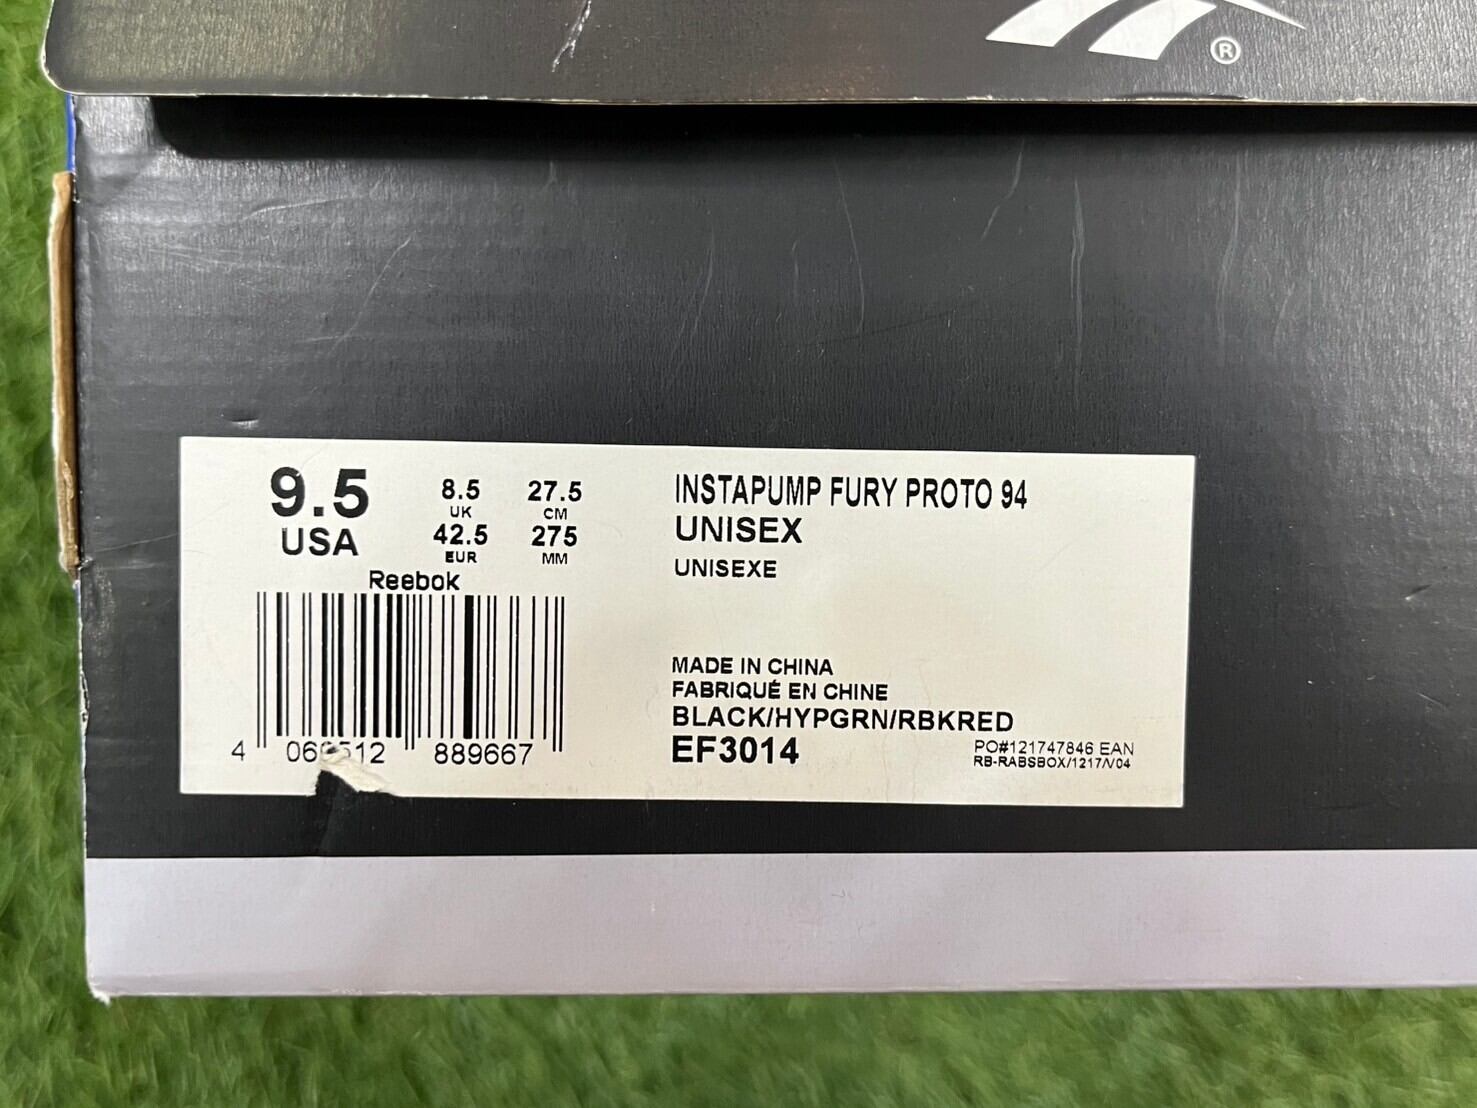 ®
9.5
USA
8.5
UK
42.5
EUR
27.5
CM
275
MM
Reebok
4 889667
INSTAPUMP FURY PROTO 94
UNISEX
UNISEXE
MADE IN CHINA
FABRIQUÉ EN CHINE
BLACK/HYPGRN/RBKRED
EF3014
PO#121747846 EAN
RB-RABSBOX/1217/V04